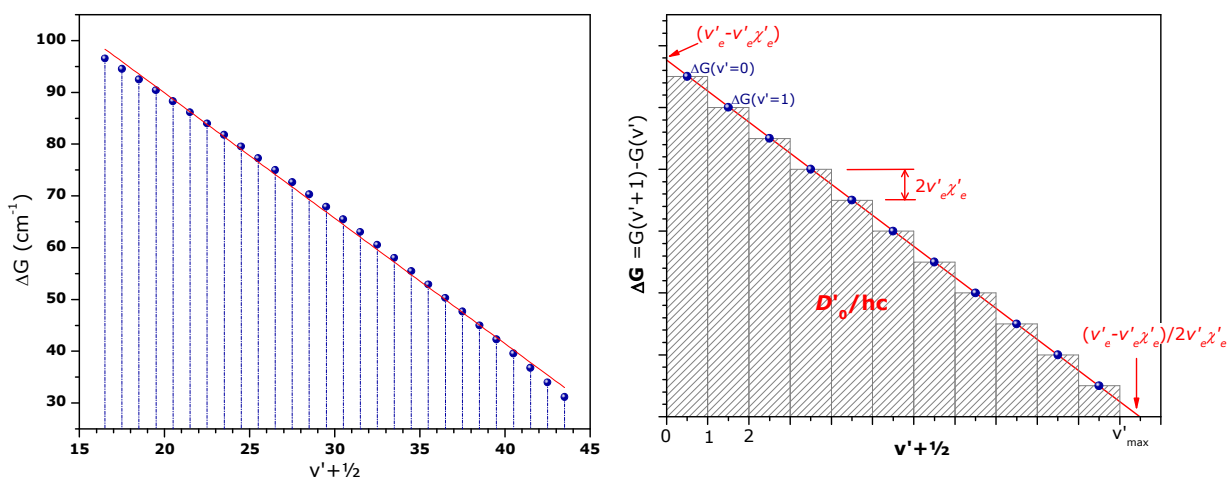 100
90
80
70
60
50
40
30
ΔG (cm⁻¹)
15 20 25 30 35 40 45
v'+½
(v'ₑ-v'ₑχ'ₑ)
ΔG(v'=0)
ΔG(v'=1)
2v'ₑχ'ₑ
D'₀/hc
(v'ₑ-v'ₑχ'ₑ)/2v'ₑχ'ₑ
ΔG =G(v'+1)-G(v')
0 1 2 v'max
v'+½